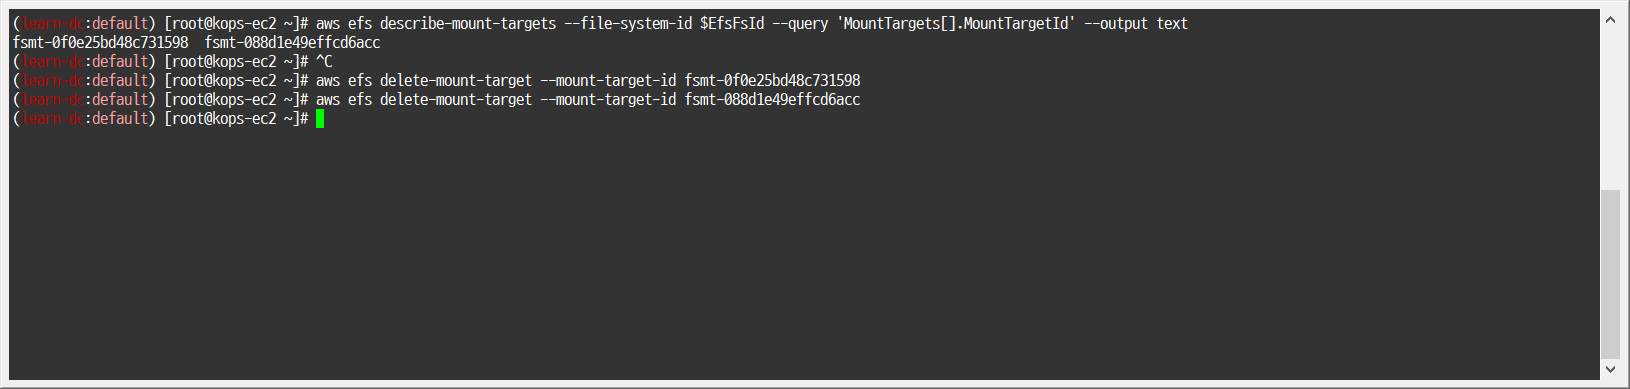 (learn-dc:default) [root@kops-ec2 ~]# aws efs describe-mount-targets --file-system-id $EfsFsId --query 'MountTargets[].MountTargetId' --output text
fsmt-0f0e25bd48c731598  fsmt-088d1e49effcd6acc
(learn-dc:default) [root@kops-ec2 ~]# ^C
(learn-dc:default) [root@kops-ec2 ~]# aws efs delete-mount-target --mount-target-id fsmt-0f0e25bd48c731598
(learn-dc:default) [root@kops-ec2 ~]# aws efs delete-mount-target --mount-target-id fsmt-088d1e49effcd6acc
(learn-dc:default) [root@kops-ec2 ~]#